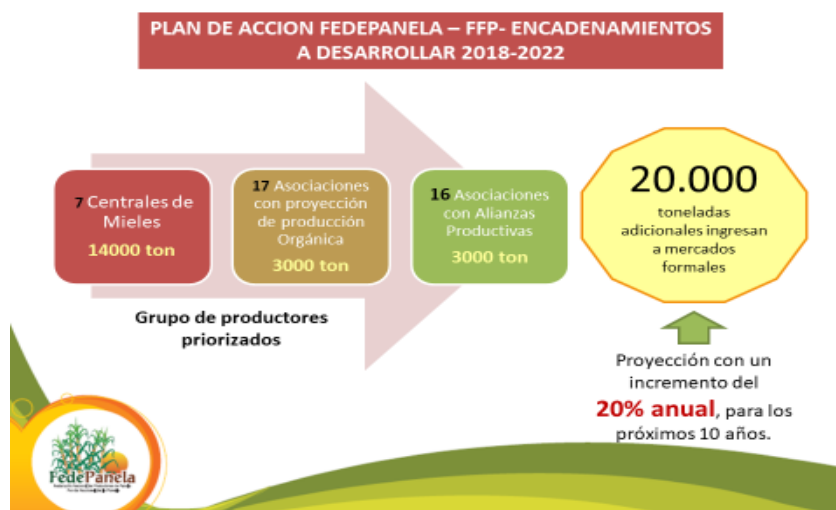 PLAN DE ACCION FEDEPANELA – FFP- ENCADENAMIENTOS
A DESARROLLAR 2018-2022
7 Centrales de
Mieles
14000 ton
17 Asociaciones
con proyección
de producción
Orgánica
3000 ton
16 Asociaciones
con Alianzas
Productivas
3000 ton
20.000
toneladas
adicionales ingresan
a mercados
formales
Grupo de productores
priorizados
Proyección con un
incremento del
20% anual, para los
próximos 10 años.
FedePanela